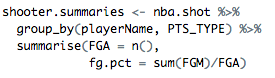 shooter.summaries <- nba.shot %>%
group_by(playerName, PTS_TYPE) %>%
summarise(FGA = n(),
fg.pct = sum(FGM)/FGA)